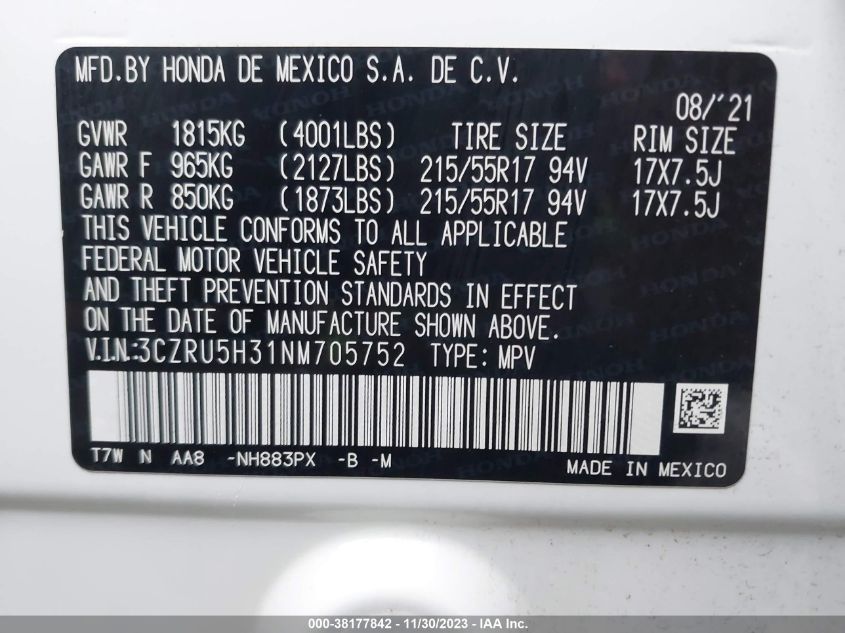 MFD.BY HONDA DE MEXICO S.A. DE C.V.
08/'21
GVWR 1815KG (4001LBS) TIRE SIZE RIM SIZE
GAWR F 965KG (2127LBS) 215/55R17 94V 17X7.5J
GAWR R 850KG (1873LBS) 215/55R17 94V 17X7.5J
THIS VEHICLE CONFORMS TO ALL APPLICABLE
FEDERAL MOTOR VEHICLE SAFETY
AND THEFT PREVENTION STANDARDS IN EFFECT
ON THE DATE OF MANUFACTURE SHOWN ABOVE.
V.I.N.:3CZRU5H31NM705752 TYPE: MPV
T7W N AA8 -NH883PX -B -M
MADE IN MEXICO
000-38177842 - 11/30/2023 - IAA Inc.